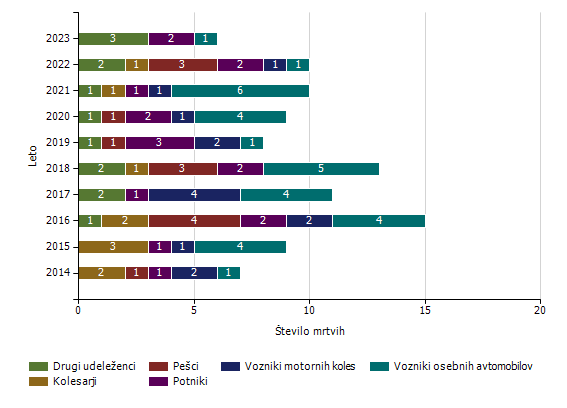 2023 3 2 1
2022 2 1 3 2 1 1
2021 1 1 1 1 6
2020 1 1 2 1 4
2019 1 1 3 2 1
2018 2 1 3 2 5
2017 2 1 4 4
2016 1 2 4 2 2 4
2015 3 1 1 4
2014 2 1 1 2 1
Leto
0 5 10 15 20
Število mrtvih
Drugi udeleženci Pešci Vozniki motornih koles Vozniki osebnih avtomobilov
Kolesarji Potniki